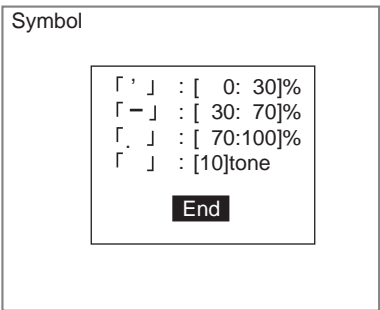 Symbol
「 ’ 」 : [ 0: 30]%
「 − 」 : [ 30: 70]%
「 . 」 : [ 70:100]%
「 」 : [10]tone
End